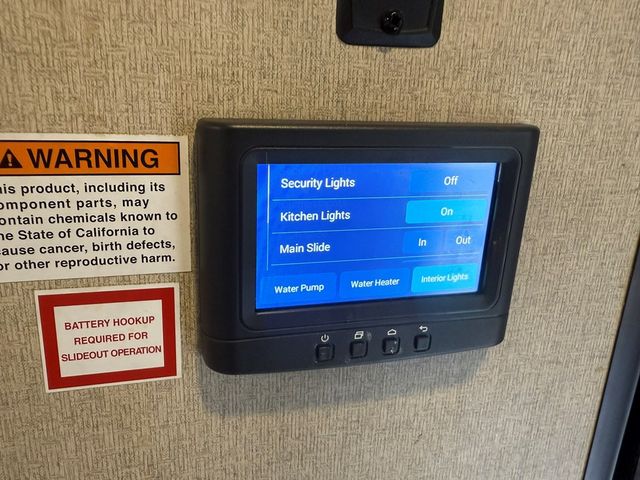 WARNING
his product, including its
omponent parts, may
ontain chemicals known to
he State of California to
ause cancer, birth defects,
or other reproductive harm.
BATTERY HOOKUP
REQUIRED FOR
SLIDEOUT OPERATION
Security Lights Off
Kitchen Lights On
Main Slide In Out
Water Pump Water Heater Interior Lights